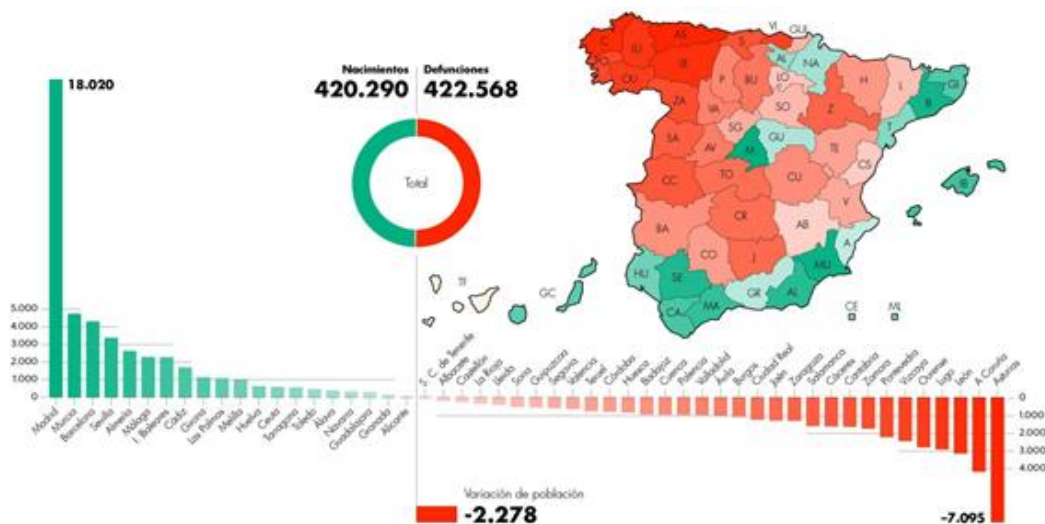 VI
GUI
C
LU
AS
S
LE
AL
NA
OU
P
BU
LO
H
L
GI
B
ZA
VA
SO
Z
T
SG
SA
AV
M
GU
TE
CS
IB
CC
TO
CU
V
BA
CR
AB
A
CO
J
MU
HU
SE
GR
AL
CA
MA
CE
ML
TF
GC
Nacimientos
420.290
Defunciones
422.568
Total
18.020
5.000
4.000
3.000
2.000
1.000
0
Madrid
Murcia
Barcelona
Sevilla
Almería
Málaga
I. Baleares
Cádiz
Girona
Las Palmas
Melilla
Huelva
Ceuta
Tarragona
Toledo
Álava
Navarra
Guadalajara
Granada
Alicante
S. C. de Tenerife
Albacete
Castellón
La Rioja
Lleida
Soria
Guipúzcoa
Segovia
Valencia
Teruel
Córdoba
Huesca
Badajoz
Cuenca
Palencia
Valladolid
Ávila
Burgos
Ciudad Real
Jaén
Zaragoza
Salamanca
Cáceres
Cantabria
Zamora
Pontevedra
Vizcaya
Ourense
Lugo
León
A Coruña
Asturias
0
1.000
2.000
3.000
4.000
-7.095
Variación de población
-2.278